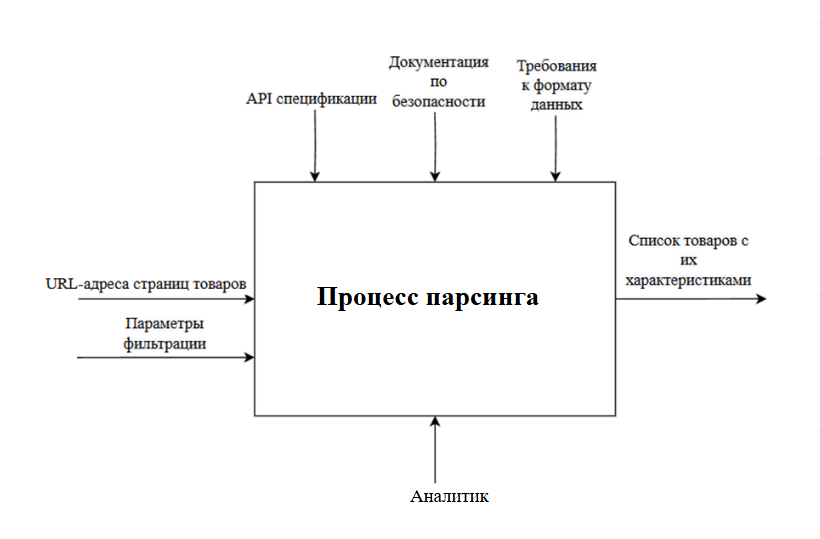 Документация
по
безопасности
Требования
к формату
данных
API спецификации
Список товаров с
их
характеристиками
URL-адреса страниц товаров
Процесс парсинга
Параметры
фильтрации
Аналитик